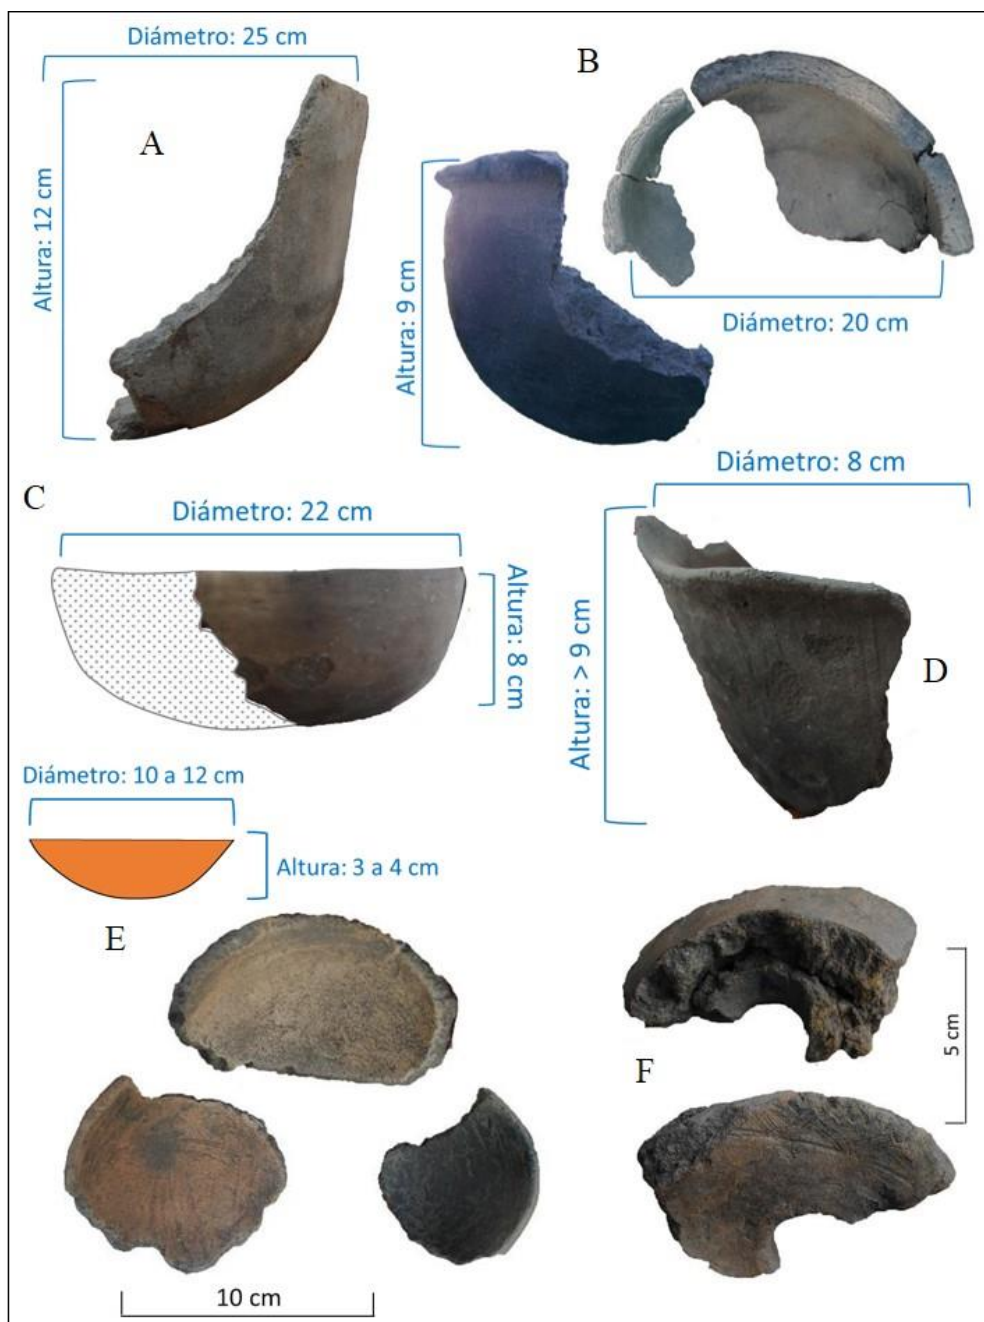 Diámetro: 25 cm
A
Altura: 12 cm
B
Altura: 9 cm
Diámetro: 20 cm
C
Diámetro: 22 cm
Altura: 8 cm
Diámetro: 8 cm
Altura: > 9 cm
D
Diámetro: 10 a 12 cm
Altura: 3 a 4 cm
E
F
5 cm
10 cm